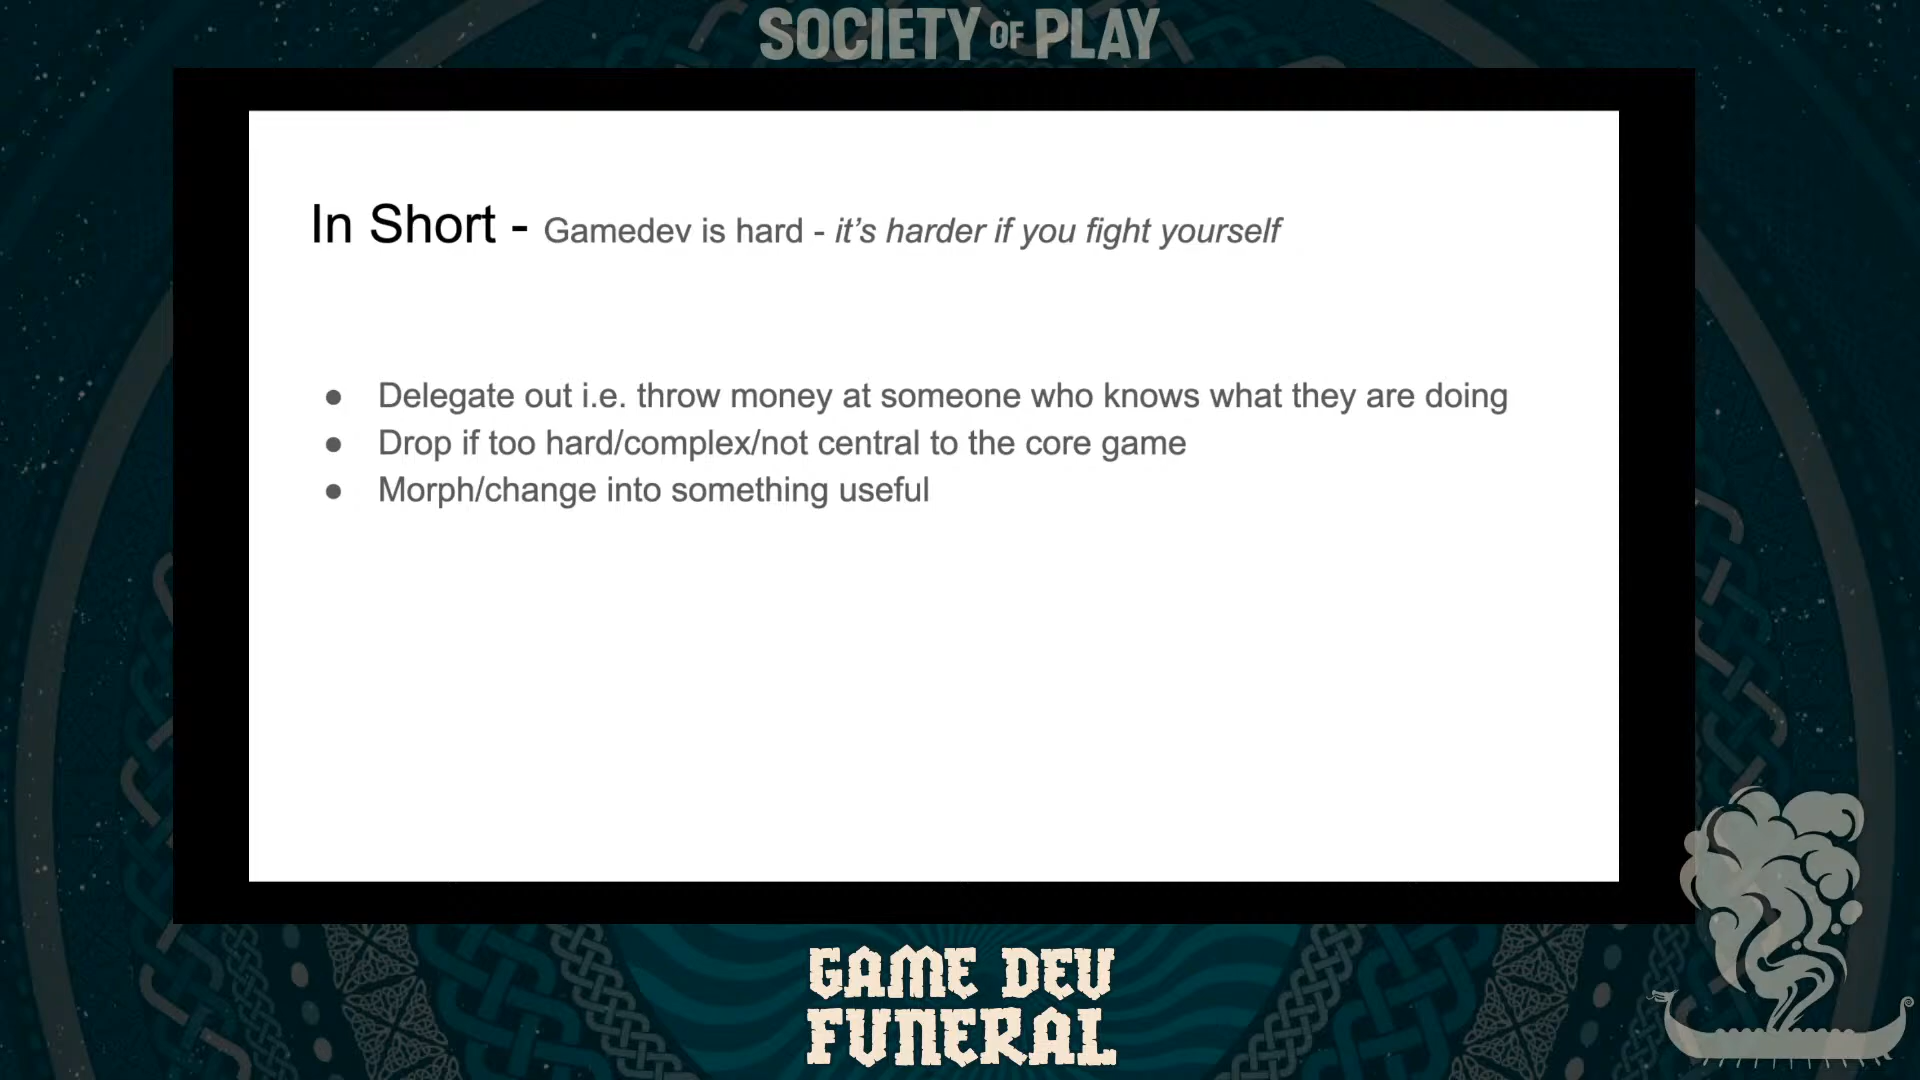 SOCIETY OF PLAY
In Short - Gamedev is hard - it's harder if you fight yourself
● Delegate out i.e. throw money at someone who knows what they are doing
● Drop if too hard/complex/not central to the core game
● Morph/change into something useful
GAME DEV
FUNERAL